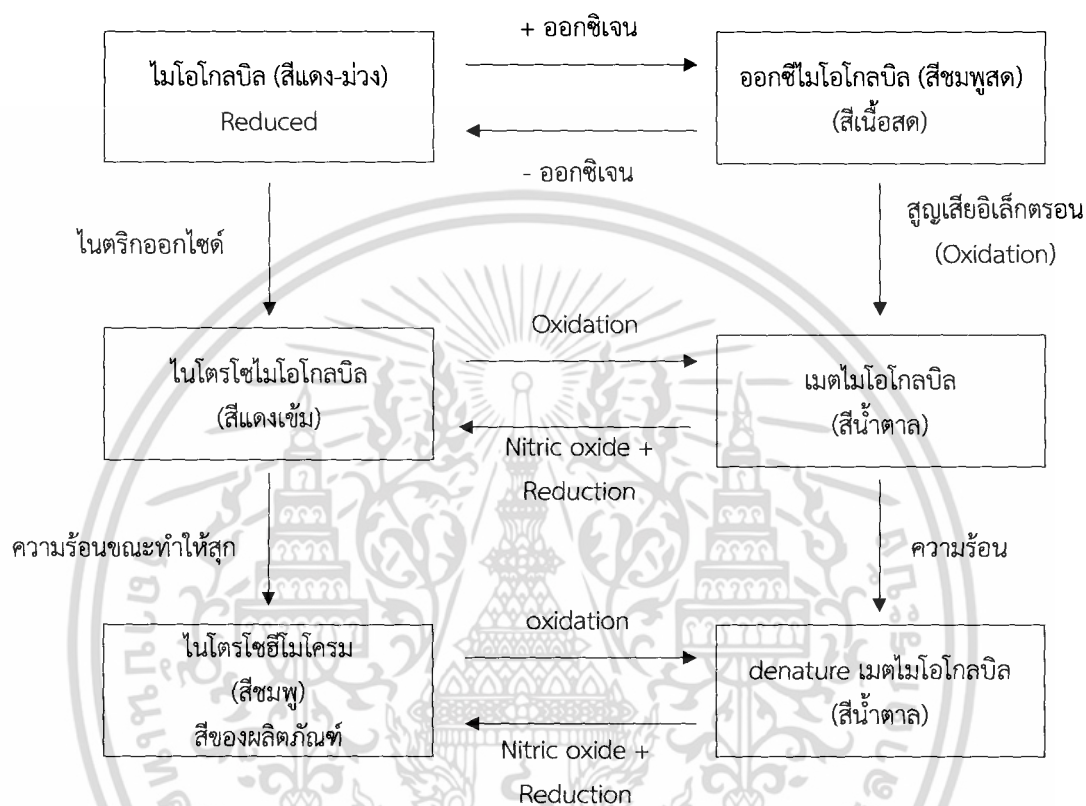 + ออกซิเจน
ไมโอโกลบิล (สีแดง-ม่วง)
Reduced
ออกซีไมโอโกลบิล (สีชมพูสด)
(สีเนื้อสด)
- ออกซิเจน
ไนตริกออกไซด์
สูญเสียอิเล็กตรอน
(Oxidation)
Oxidation
ไนโตรโซไมโอโกลบิล
(สีแดงเข้ม)
เมตไมโอโกลบิล
(สีน้ำตาล)
Nitric oxide +
Reduction
ความร้อนขณะทำให้สุก
ความร้อน
oxidation
ไนโตรโซฮีโมโครม
(สีชมพู)
สีของผลิตภัณฑ์
denature เมตไมโอโกลบิล
(สีน้ำตาล)
Nitric oxide +
Reduction